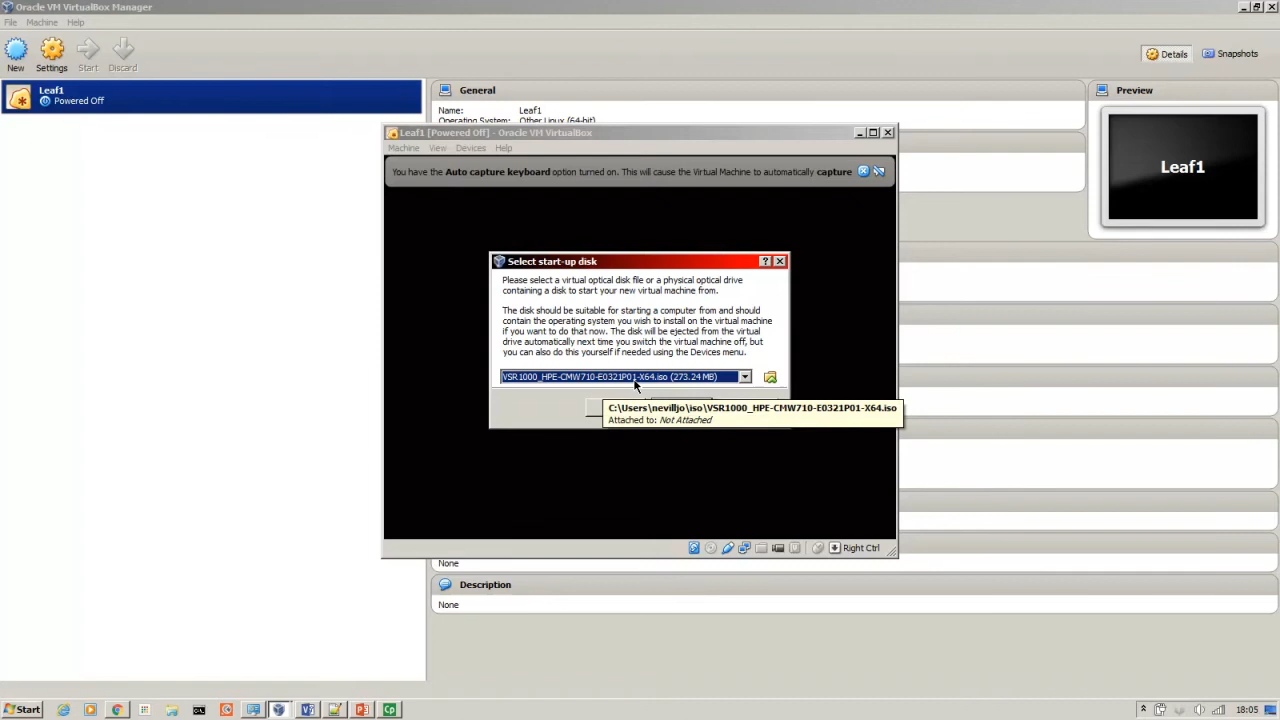 Oracle VM VirtualBox Manager
File Machine Help
New Settings Start Discard
Details Snapshots
Leaf1
Powered Off
General
Name: Leaf1
Operating System: Other Linux (64-bit)
Preview
Leaf1
Leaf1 [Powered Off] - Oracle VM VirtualBox
Machine View Devices Help
You have the Auto capture keyboard option turned on. This will cause the Virtual Machine to automatically capture
Select start-up disk
Please select a virtual optical disk file or a physical optical drive
containing a disk to start your new virtual machine from.
The disk should be suitable for starting a computer from and should
contain the operating system you wish to install on the virtual machine
if you want to do that now. The disk will be ejected from the virtual
drive automatically next time you switch the virtual machine off, but
you can also do this yourself if needed using the Devices menu.
VSR1000_HPE-CMW710-E0321P01-X64.iso (273.24 MB)
C:\Users\nevilljo\iso\VSR1000_HPE-CMW710-E0321P01-X64.iso
Attached to: Not Attached
Right Ctrl
None
Description
None
Start
Cp
18:05